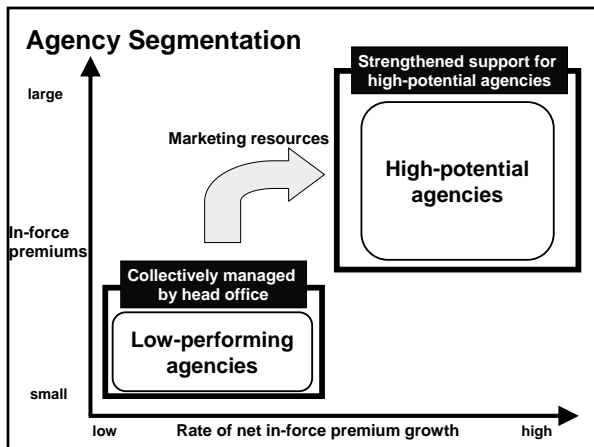 Agency Segmentation
Strengthened support for
high-potential agencies
large
Marketing resources
High-potential
agencies
In-force
premiums
Collectively managed
by head office
Low-performing
agencies
small
low
Rate of net in-force premium growth
high